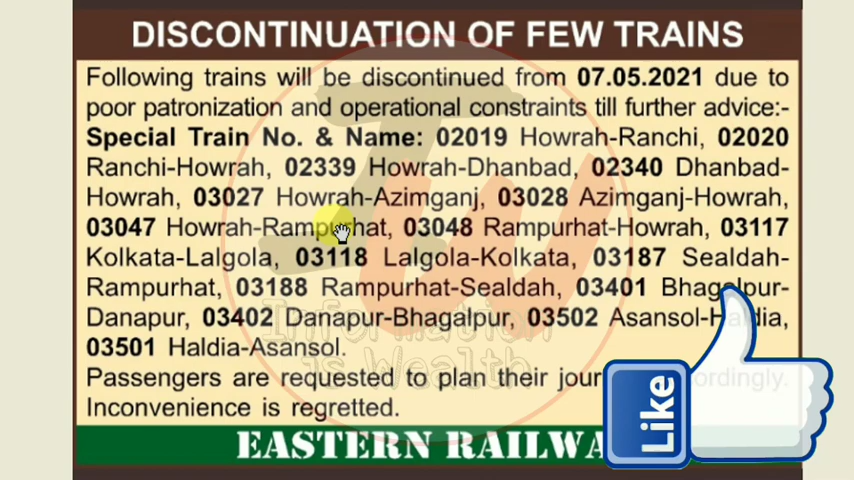 DISCONTINUATION OF FEW TRAINS
Following trains will be discontinued from 07.05.2021 due to
poor patronization and operational constraints till further advice:-
Special Train No. & Name: 02019 Howrah-Ranchi, 02020
Ranchi-Howrah, 02339 Howrah-Dhanbad, 02340 Dhanbad-
Howrah, 03027 Howrah-Azimganj, 03028 Azimganj-Howrah,
03047 Howrah-Rampurhat, 03048 Rampurhat-Howrah, 03117
Kolkata-Lalgola, 03118 Lalgola-Kolkata, 03187 Sealdah-
Rampurhat, 03188 Rampurhat-Sealdah, 03401 Bhagalpur-
Danapur, 03402 Danapur-Bhagalpur, 03502 Asansol-Haldia,
03501 Haldia-Asansol.
Passengers are requested to plan their
Inconvenience is regretted.
EASTERN
Information
is Wealth
Like